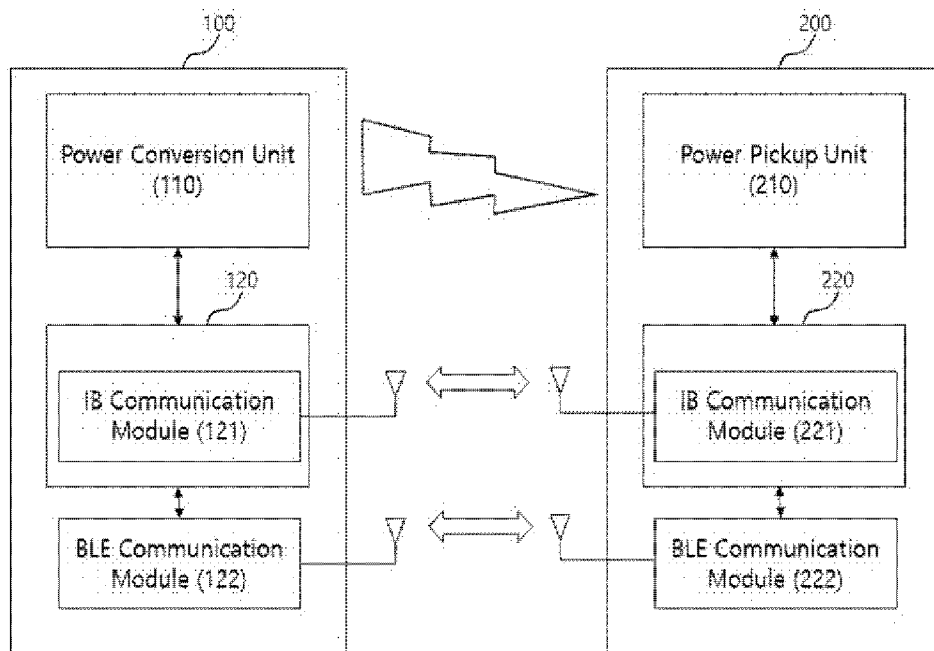 100
200
Power Conversion Unit
(110)
Power Pickup Unit
(210)
120
220
IB Communication
Module (121)
IB Communication
Module (221)
BLE Communication
Module (122)
BLE Communication
Module (222)